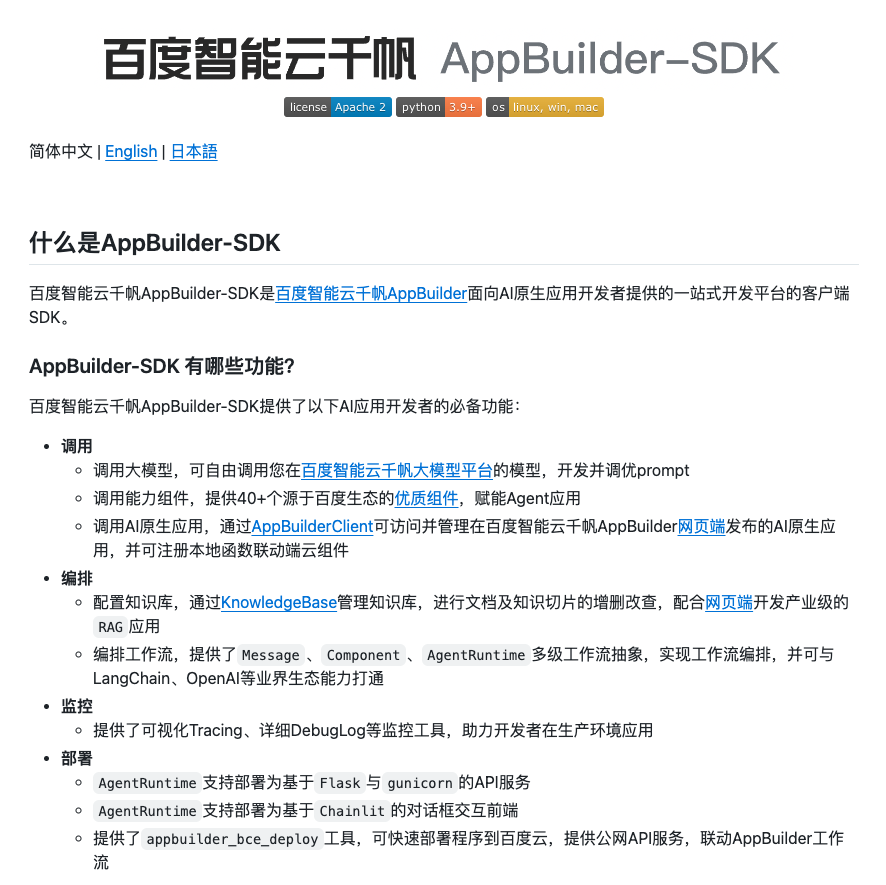 百度智能云千帆 AppBuilder-SDK
license Apache 2 python 3.9+ os linux, win, mac
简体中文 | English | 日本語
什么是AppBuilder-SDK
百度智能云千帆AppBuilder-SDK是百度智能云千帆AppBuilder面向AI原生应用开发者提供的一站式开发平台的客户端
SDK。
AppBuilder-SDK 有哪些功能?
百度智能云千帆AppBuilder-SDK提供了以下AI应用开发者的必备功能：
• 调用
◦ 调用大模型，可自由调用您在百度智能云千帆大模型平台的模型，开发并调优prompt
◦ 调用能力组件，提供40+个源于百度生态的优质组件，赋能Agent应用
◦ 调用AI原生应用，通过AppBuilderClient可访问并管理在百度智能云千帆AppBuilder网页端发布的AI原生应
用，并可注册本地函数联动端云组件
• 编排
◦ 配置知识库，通过KnowledgeBase管理知识库，进行文档及知识切片的增删改查，配合网页端开发产业级的
RAG 应用
◦ 编排工作流，提供了 Message 、 Component 、 AgentRuntime 多级工作流抽象，实现工作流编排，并可与
LangChain、OpenAI等业界生态能力打通
• 监控
◦ 提供了可视化Tracing、详细DebugLog等监控工具，助力开发者在生产环境应用
• 部署
◦ AgentRuntime 支持部署为基于 Flask 与 gunicorn 的API服务
◦ AgentRuntime 支持部署为基于 Chainlit 的对话框交互前端
◦ 提供了 appbuilder_bce_deploy 工具，可快速部署程序到百度云，提供公网API服务，联动AppBuilder工作
流